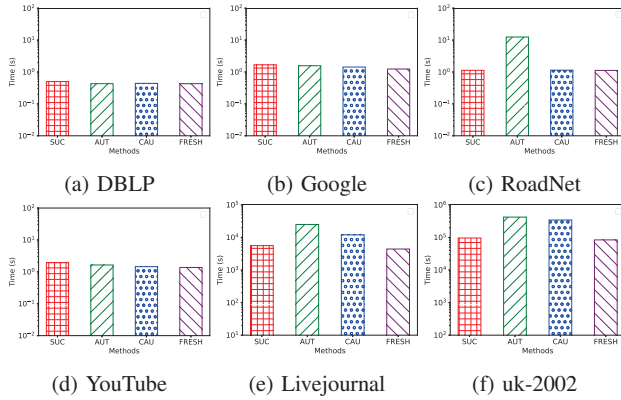 10²
10¹
10⁰
10⁻¹
10⁻²
Time (s)
SUC AUT CAU FRESH
Methods
(a) DBLP
10²
10¹
10⁰
10⁻¹
10⁻²
Time (s)
SUC AUT CAU FRESH
Methods
(b) Google
10²
10¹
10⁰
10⁻¹
10⁻²
Time (s)
SUC AUT CAU FRESH
Methods
(c) RoadNet
10²
10¹
10⁰
10⁻¹
10⁻²
Time (s)
SUC AUT CAU FRESH
Methods
(d) YouTube
10⁵
10⁴
10³
10²
10¹
Time (s)
SUC AUT CAU FRESH
Methods
(e) Livejournal
10⁶
10⁵
10⁴
10³
10²
Time (s)
SUC AUT CAU FRESH
Methods
(f) uk-2002